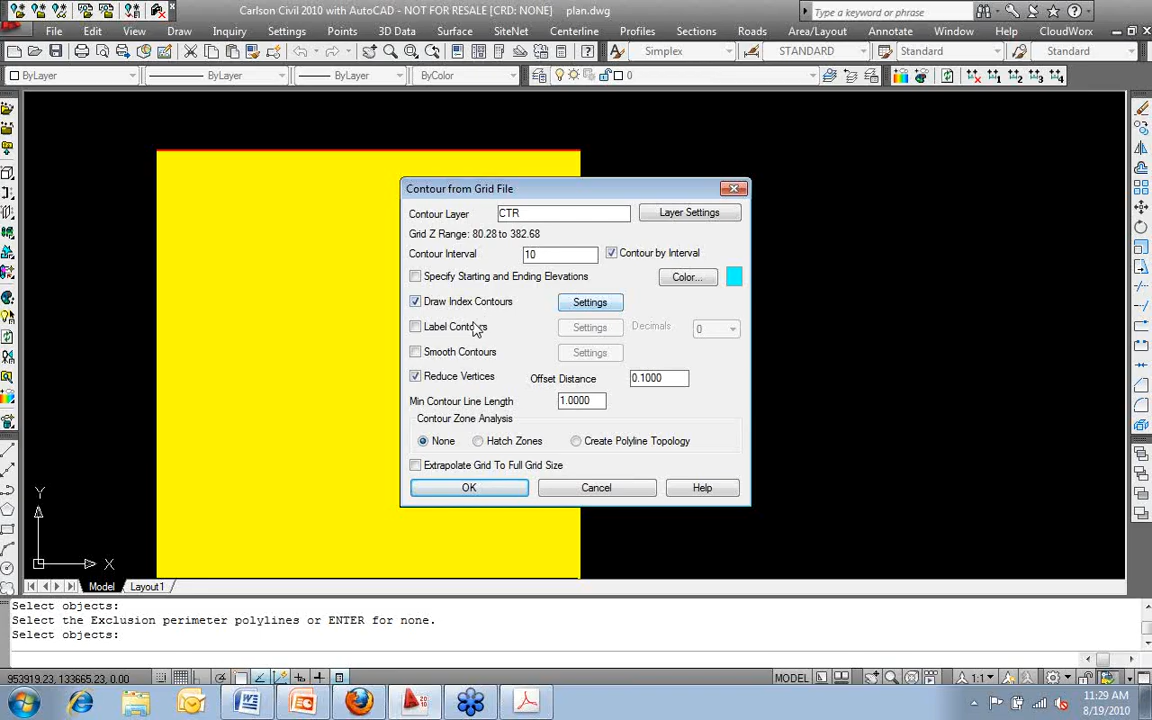 Carlson Civil 2010 with AutoCAD - NOT FOR RESALE [CRD: NONE] plan.dwg
Type a keyword or phrase
File Edit View Draw Inquiry Settings Points 3D Data Surface SiteNet Centerline Profiles Sections Roads Area/Layout Annotate Window Help CloudWorx
Simplex STANDARD Standard Standard
ByLayer ByLayer ByLayer ByColor 0
Contour from Grid File
Contour Layer CTR Layer Settings
Grid Z Range: 80.28 to 382.68
Contour Interval 10 Contour by Interval
Specify Starting and Ending Elevations Color...
Draw Index Contours Settings
Label Contours Settings Decimals 0
Smooth Contours Settings
Reduce Vertices Offset Distance 0.1000
Min Contour Line Length 1.0000
Contour Zone Analysis
None Hatch Zones Create Polyline Topology
Extrapolate Grid To Full Grid Size
OK Cancel Help
Y
X
Model Layout1
Select objects:
Select the Exclusion perimeter polylines or ENTER for none.
Select objects:
953919.23, 133665.23, 0.00 MODEL 1:1
11:29 AM
8/19/2010